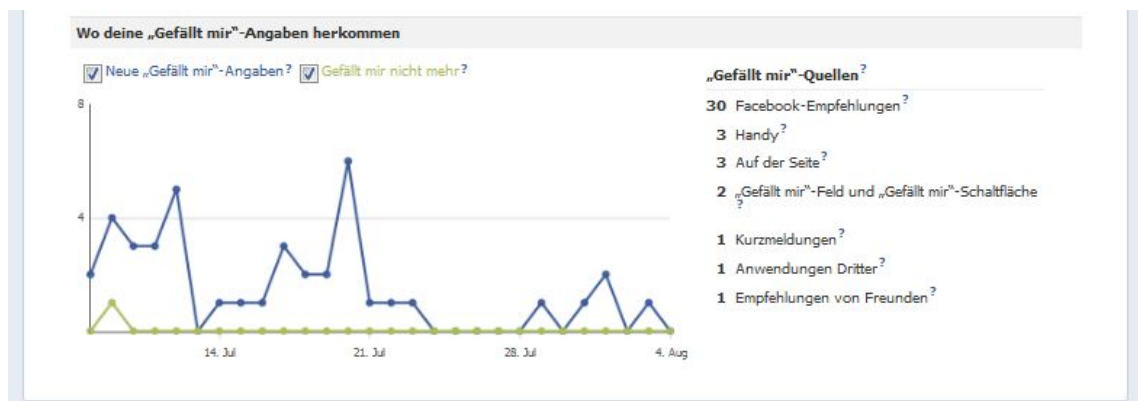 Wo deine „Gefällt mir"-Angaben herkommen
Neue „Gefällt mir"-Angaben? Gefällt mir nicht mehr?
8
4
14. Jul 21. Jul 28. Jul 4. Aug
„Gefällt mir"-Quellen?
30 Facebook-Empfehlungen?
3 Handy?
3 Auf der Seite?
2 „Gefällt mir"-Feld und „Gefällt mir"-Schaltfläche
?
1 Kurzmeldungen?
1 Anwendungen Dritter?
1 Empfehlungen von Freunden?